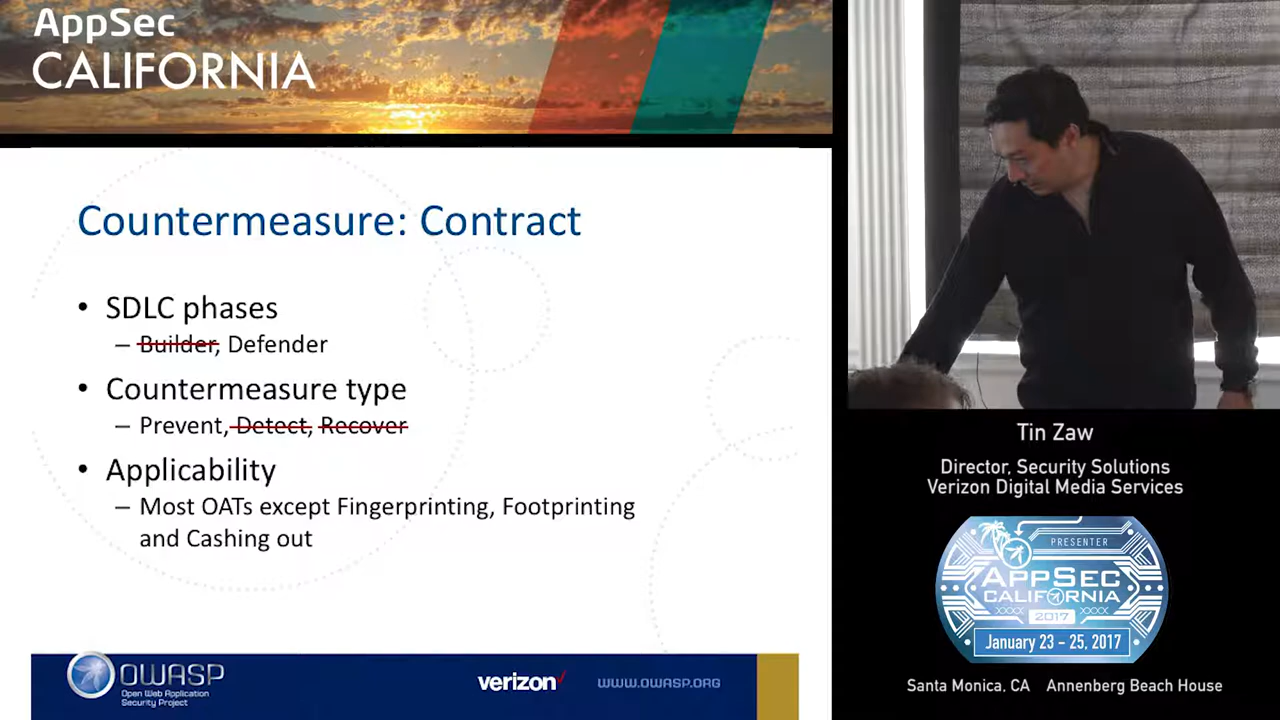 AppSec
CALIFORNIA
Countermeasure: Contract
• SDLC phases
– Builder, Defender
• Countermeasure type
– Prevent, Detect, Recover
• Applicability
– Most OATs except Fingerprinting, Footprinting
and Cashing out
OWASP
Open Web Application
Security Project
verizon
WWW.OWASP.ORG
Tin Zaw
Director, Security Solutions
Verizon Digital Media Services
PRESENTER
APPSEC
CALIFORNIA
2017
January 23 - 25, 2017
Santa Monica, CA Annenberg Beach House